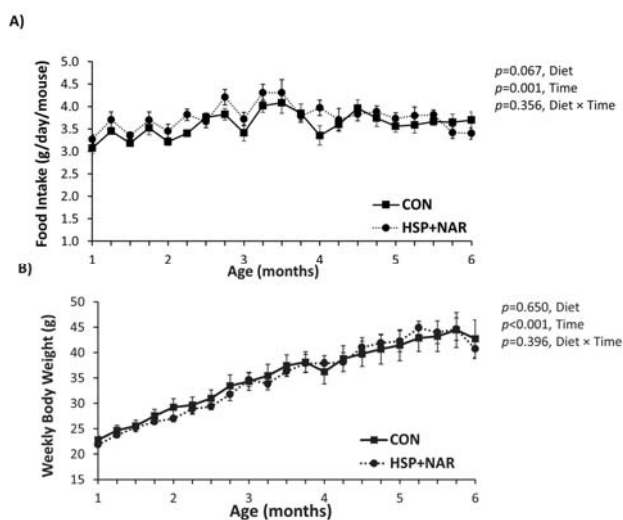 A)
Food Intake (g/day/mouse)
5.0
4.5
4.0
3.5
3.0
2.5
2.0
1.5
1.0
CON
HSP+NAR
1 2 3 4 5 6
Age (months)
p=0.067, Diet
p=0.001, Time
p=0.356, Diet × Time
B)
Weekly Body Weight (g)
50
45
40
35
30
25
20
15
CON
HSP+NAR
1 2 3 4 5 6
Age (months)
p=0.650, Diet
p<0.001, Time
p=0.396, Diet × Time